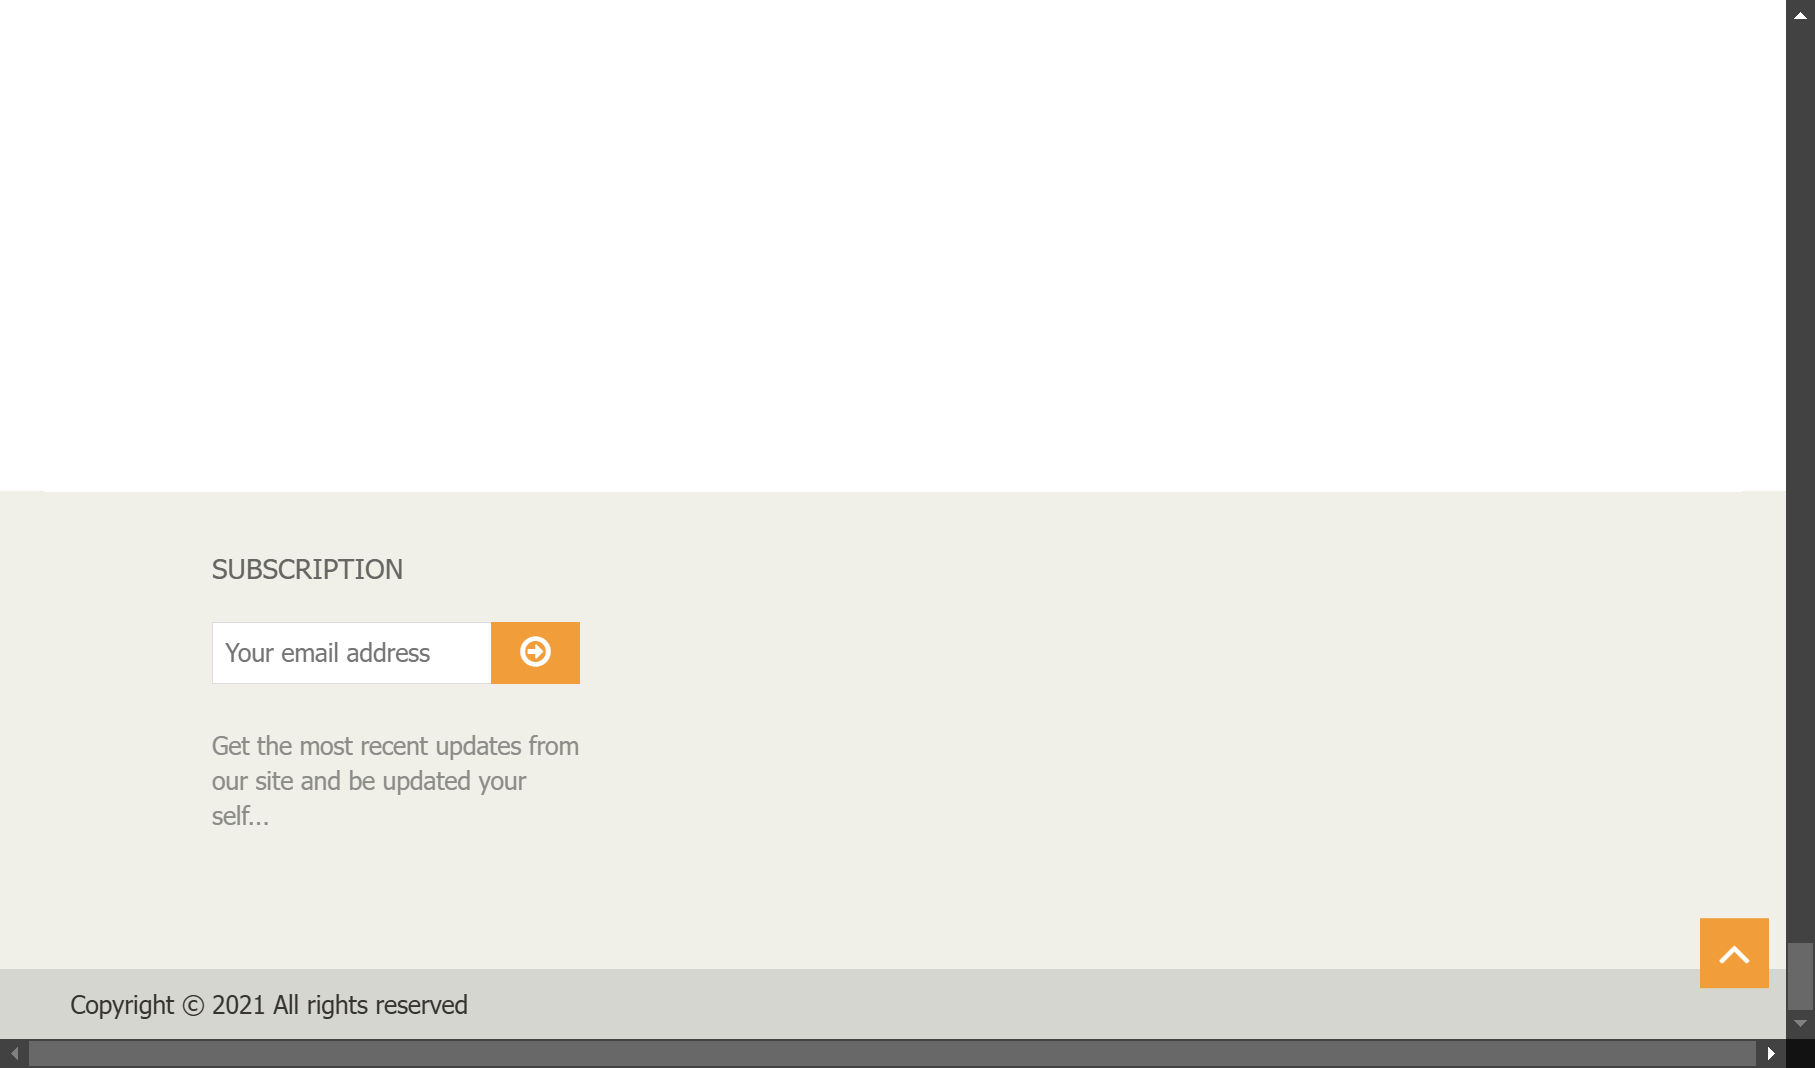 SUBSCRIPTION
Your email address
Get the most recent updates from
our site and be updated your
self...
Copyright © 2021 All rights reserved